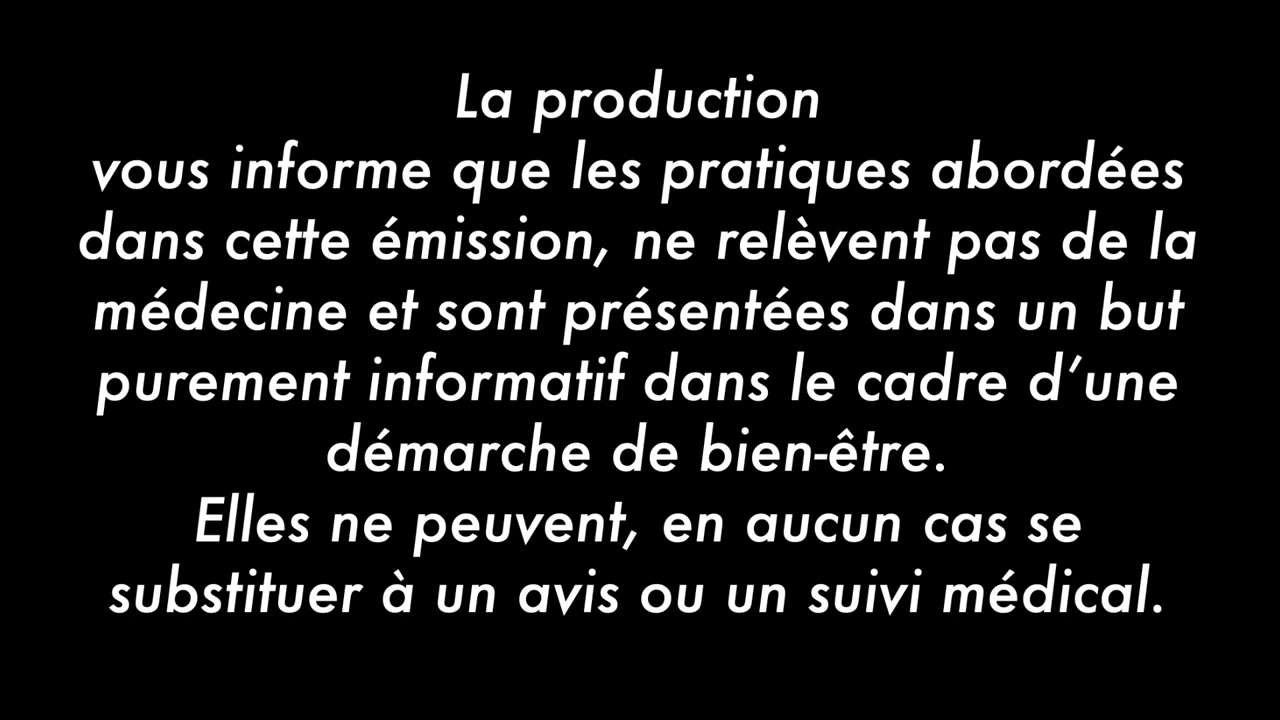 La production
vous informe que les pratiques abordées
dans cette émission, ne relèvent pas de la
médecine et sont présentées dans un but
purement informatif dans le cadre d’une
démarche de bien-être.
Elles ne peuvent, en aucun cas se
substituer à un avis ou un suivi médical.